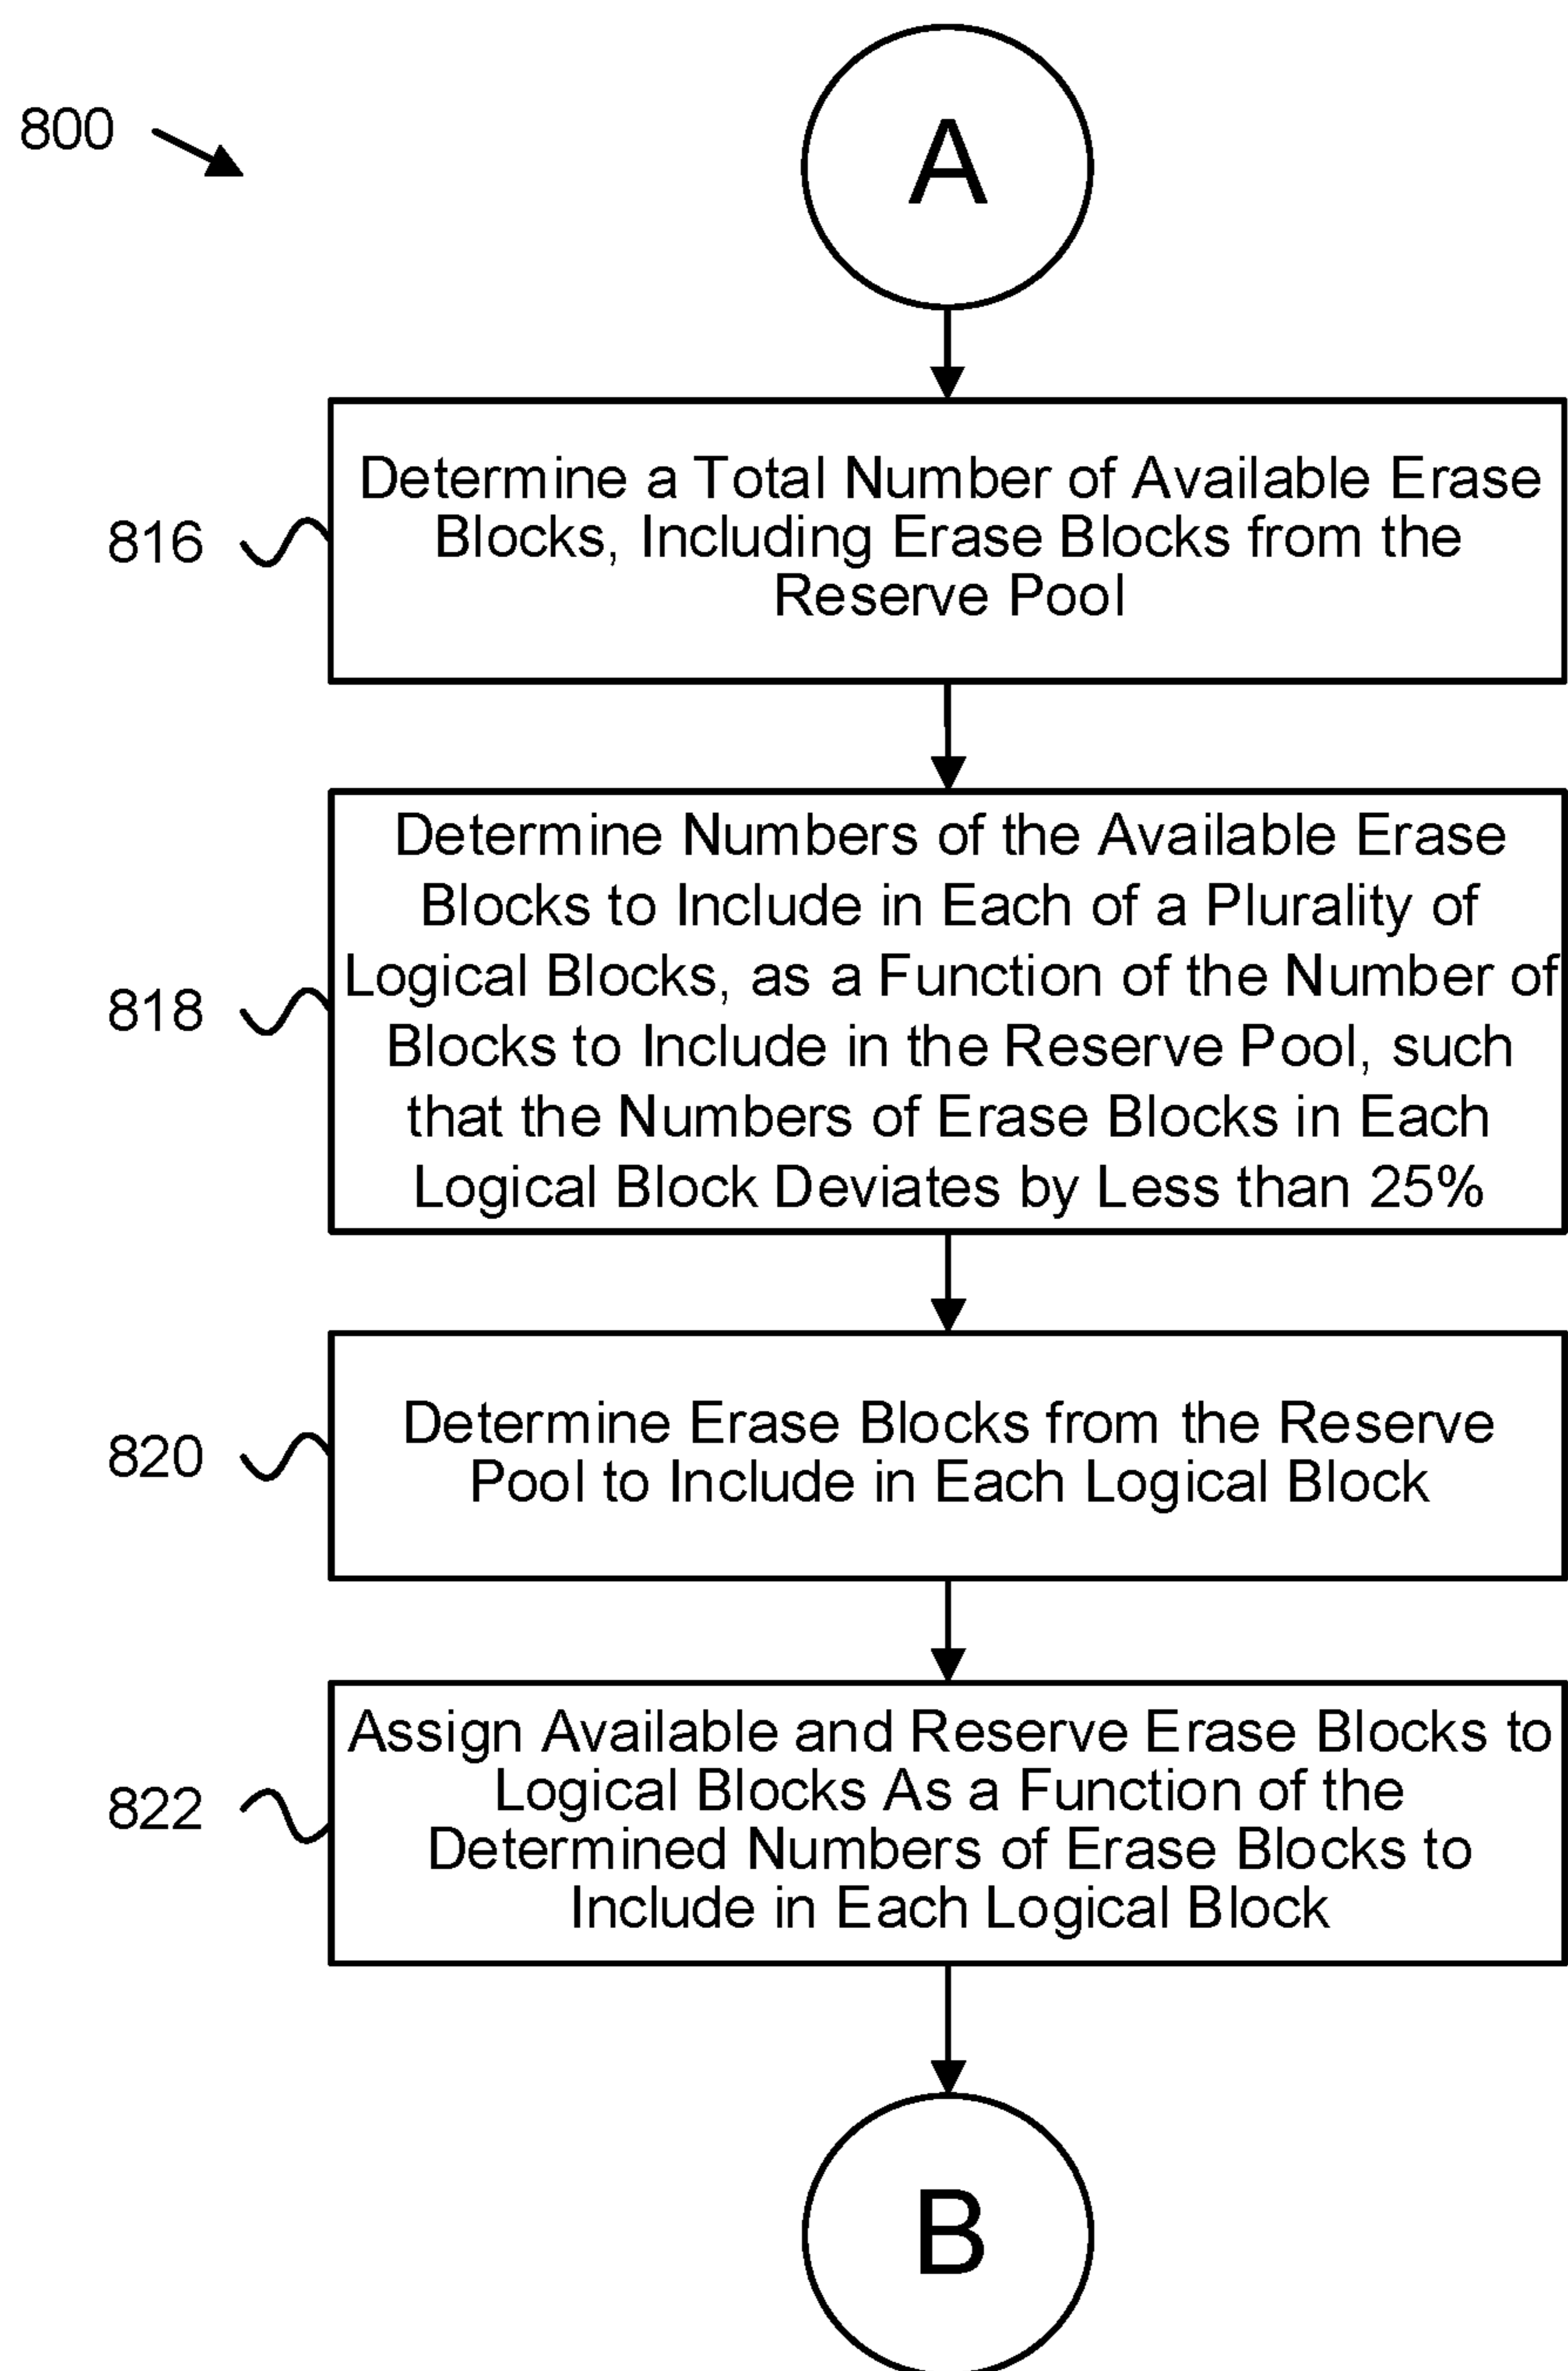 800
A
816
Determine a Total Number of Available Erase
Blocks, Including Erase Blocks from the
Reserve Pool
818
Determine Numbers of the Available Erase
Blocks to Include in Each of a Plurality of
Logical Blocks, as a Function of the Number of
Blocks to Include in the Reserve Pool, such
that the Numbers of Erase Blocks in Each
Logical Block Deviates by Less than 25%
820
Determine Erase Blocks from the Reserve
Pool to Include in Each Logical Block
822
Assign Available and Reserve Erase Blocks to
Logical Blocks As a Function of the
Determined Numbers of Erase Blocks to
Include in Each Logical Block
B